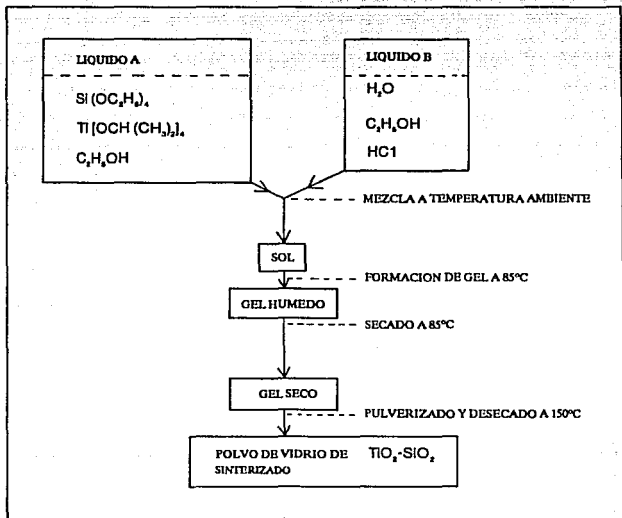 LIQUIDO A
Si(OC₂H₅)₄
Ti[OCH(CH₃)₂]₄
C₂H₅OH
LIQUIDO B
H₂O
C₂H₅OH
HC1
MEZCLA A TEMPERATURA AMBIENTE
SOL
FORMACION DE GEL A 85°C
GEL HUMEDO
SECADO A 85°C
GEL SECO
PULVERIZADO Y DESECADO A 150°C
POLVO DE VIDRIO DE TiO₂-SiO₂
SINTERIZADO